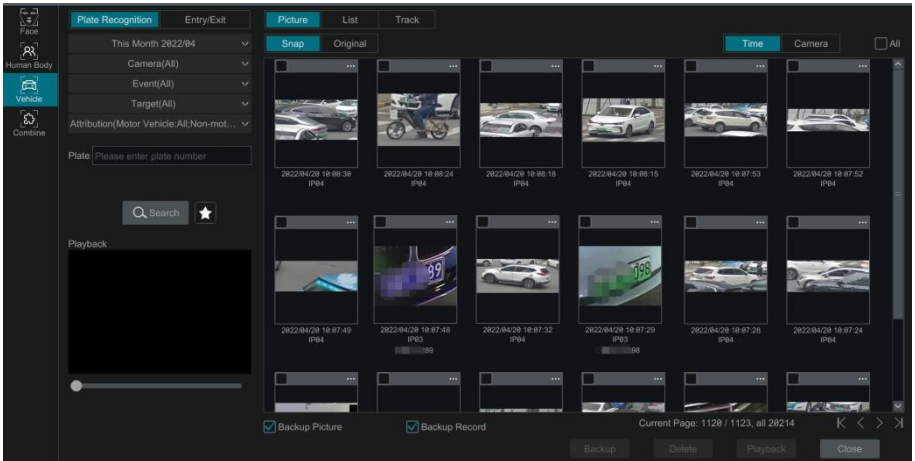 Face
Human Body
Vehicle
Combine
Plate Recognition
Entry/Exit
This Month 2022/04
Camera(All)
Event(All)
Target(All)
Attribution(Motor Vehicle:All;Non-mot...
Plate
Please enter plate number
Search
Playback
Picture
List
Track
Snap
Original
Time
Camera
All
2022/04/20 10:08:30
IP04
2022/04/20 10:08:24
IP04
2022/04/20 10:08:18
IP04
2022/04/20 10:08:15
IP04
2022/04/20 10:07:53
IP04
2022/04/20 10:07:52
IP04
2022/04/20 10:07:49
IP04
89
2022/04/20 10:07:48
IP03
89
2022/04/20 10:07:32
IP04
098
2022/04/20 10:07:29
IP03
98
2022/04/20 10:07:28
IP04
2022/04/20 10:07:24
IP04
Backup Picture
Backup Record
Current Page: 1120 / 1123, all 20214
Backup
Delete
Playback
Close